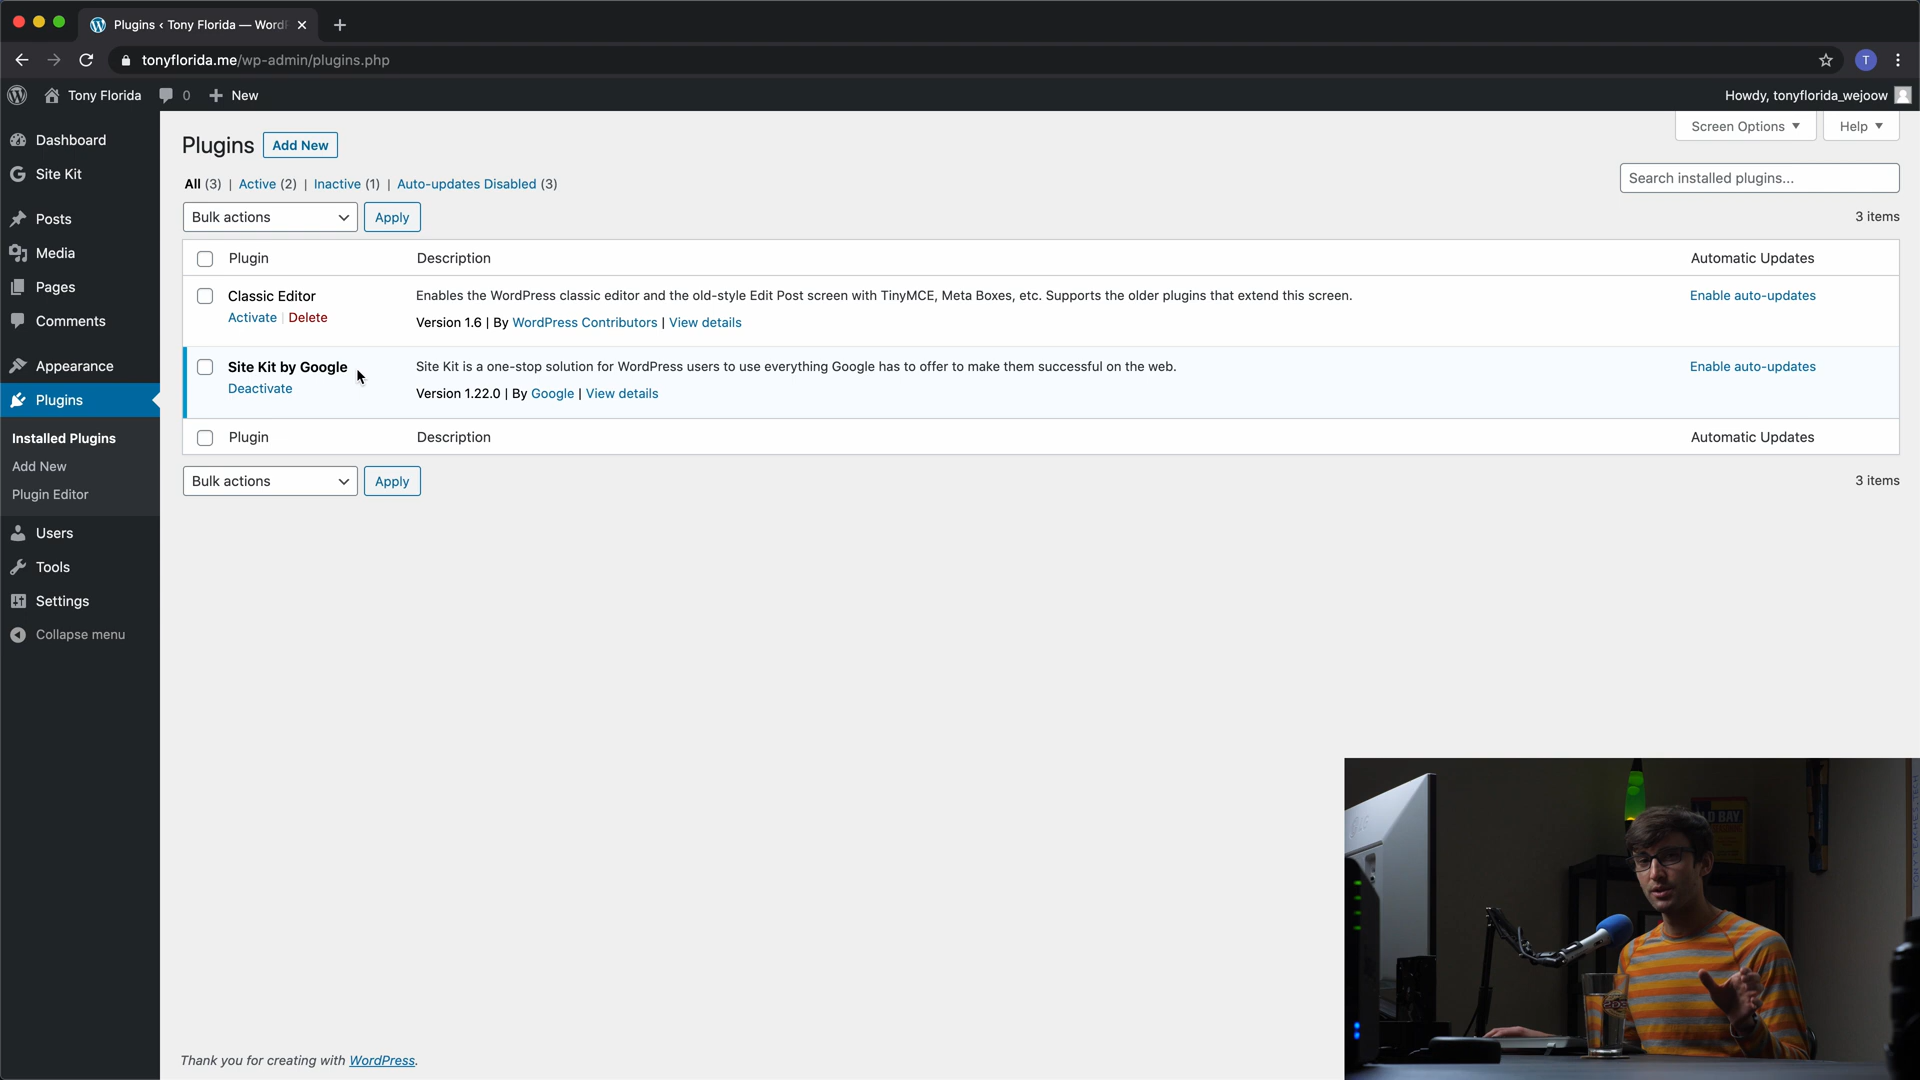 Plugins ‹ Tony Florida — WordP
tonyflorida.me/wp-admin/plugins.php
T
Tony Florida
0
New
Howdy, tonyflorida_wejoow
Dashboard
Site Kit
Posts
Media
Pages
Comments
Appearance
Plugins
Installed Plugins
Add New
Plugin Editor
Users
Tools
Settings
Collapse menu
Screen Options
Help
Plugins
Add New
All (3) | Active (2) | Inactive (1) | Auto-updates Disabled (3)
Search installed plugins...
Bulk actions
Apply
3 items
Plugin
Description
Automatic Updates
Classic Editor
Activate | Delete
Enables the WordPress classic editor and the old-style Edit Post screen with TinyMCE, Meta Boxes, etc. Supports the older plugins that extend this screen.
Version 1.6 | By WordPress Contributors | View details
Enable auto-updates
Site Kit by Google
Deactivate
Site Kit is a one-stop solution for WordPress users to use everything Google has to offer to make them successful on the web.
Version 1.22.0 | By Google | View details
Enable auto-updates
Plugin
Description
Automatic Updates
Bulk actions
Apply
3 items
Thank you for creating with WordPress.